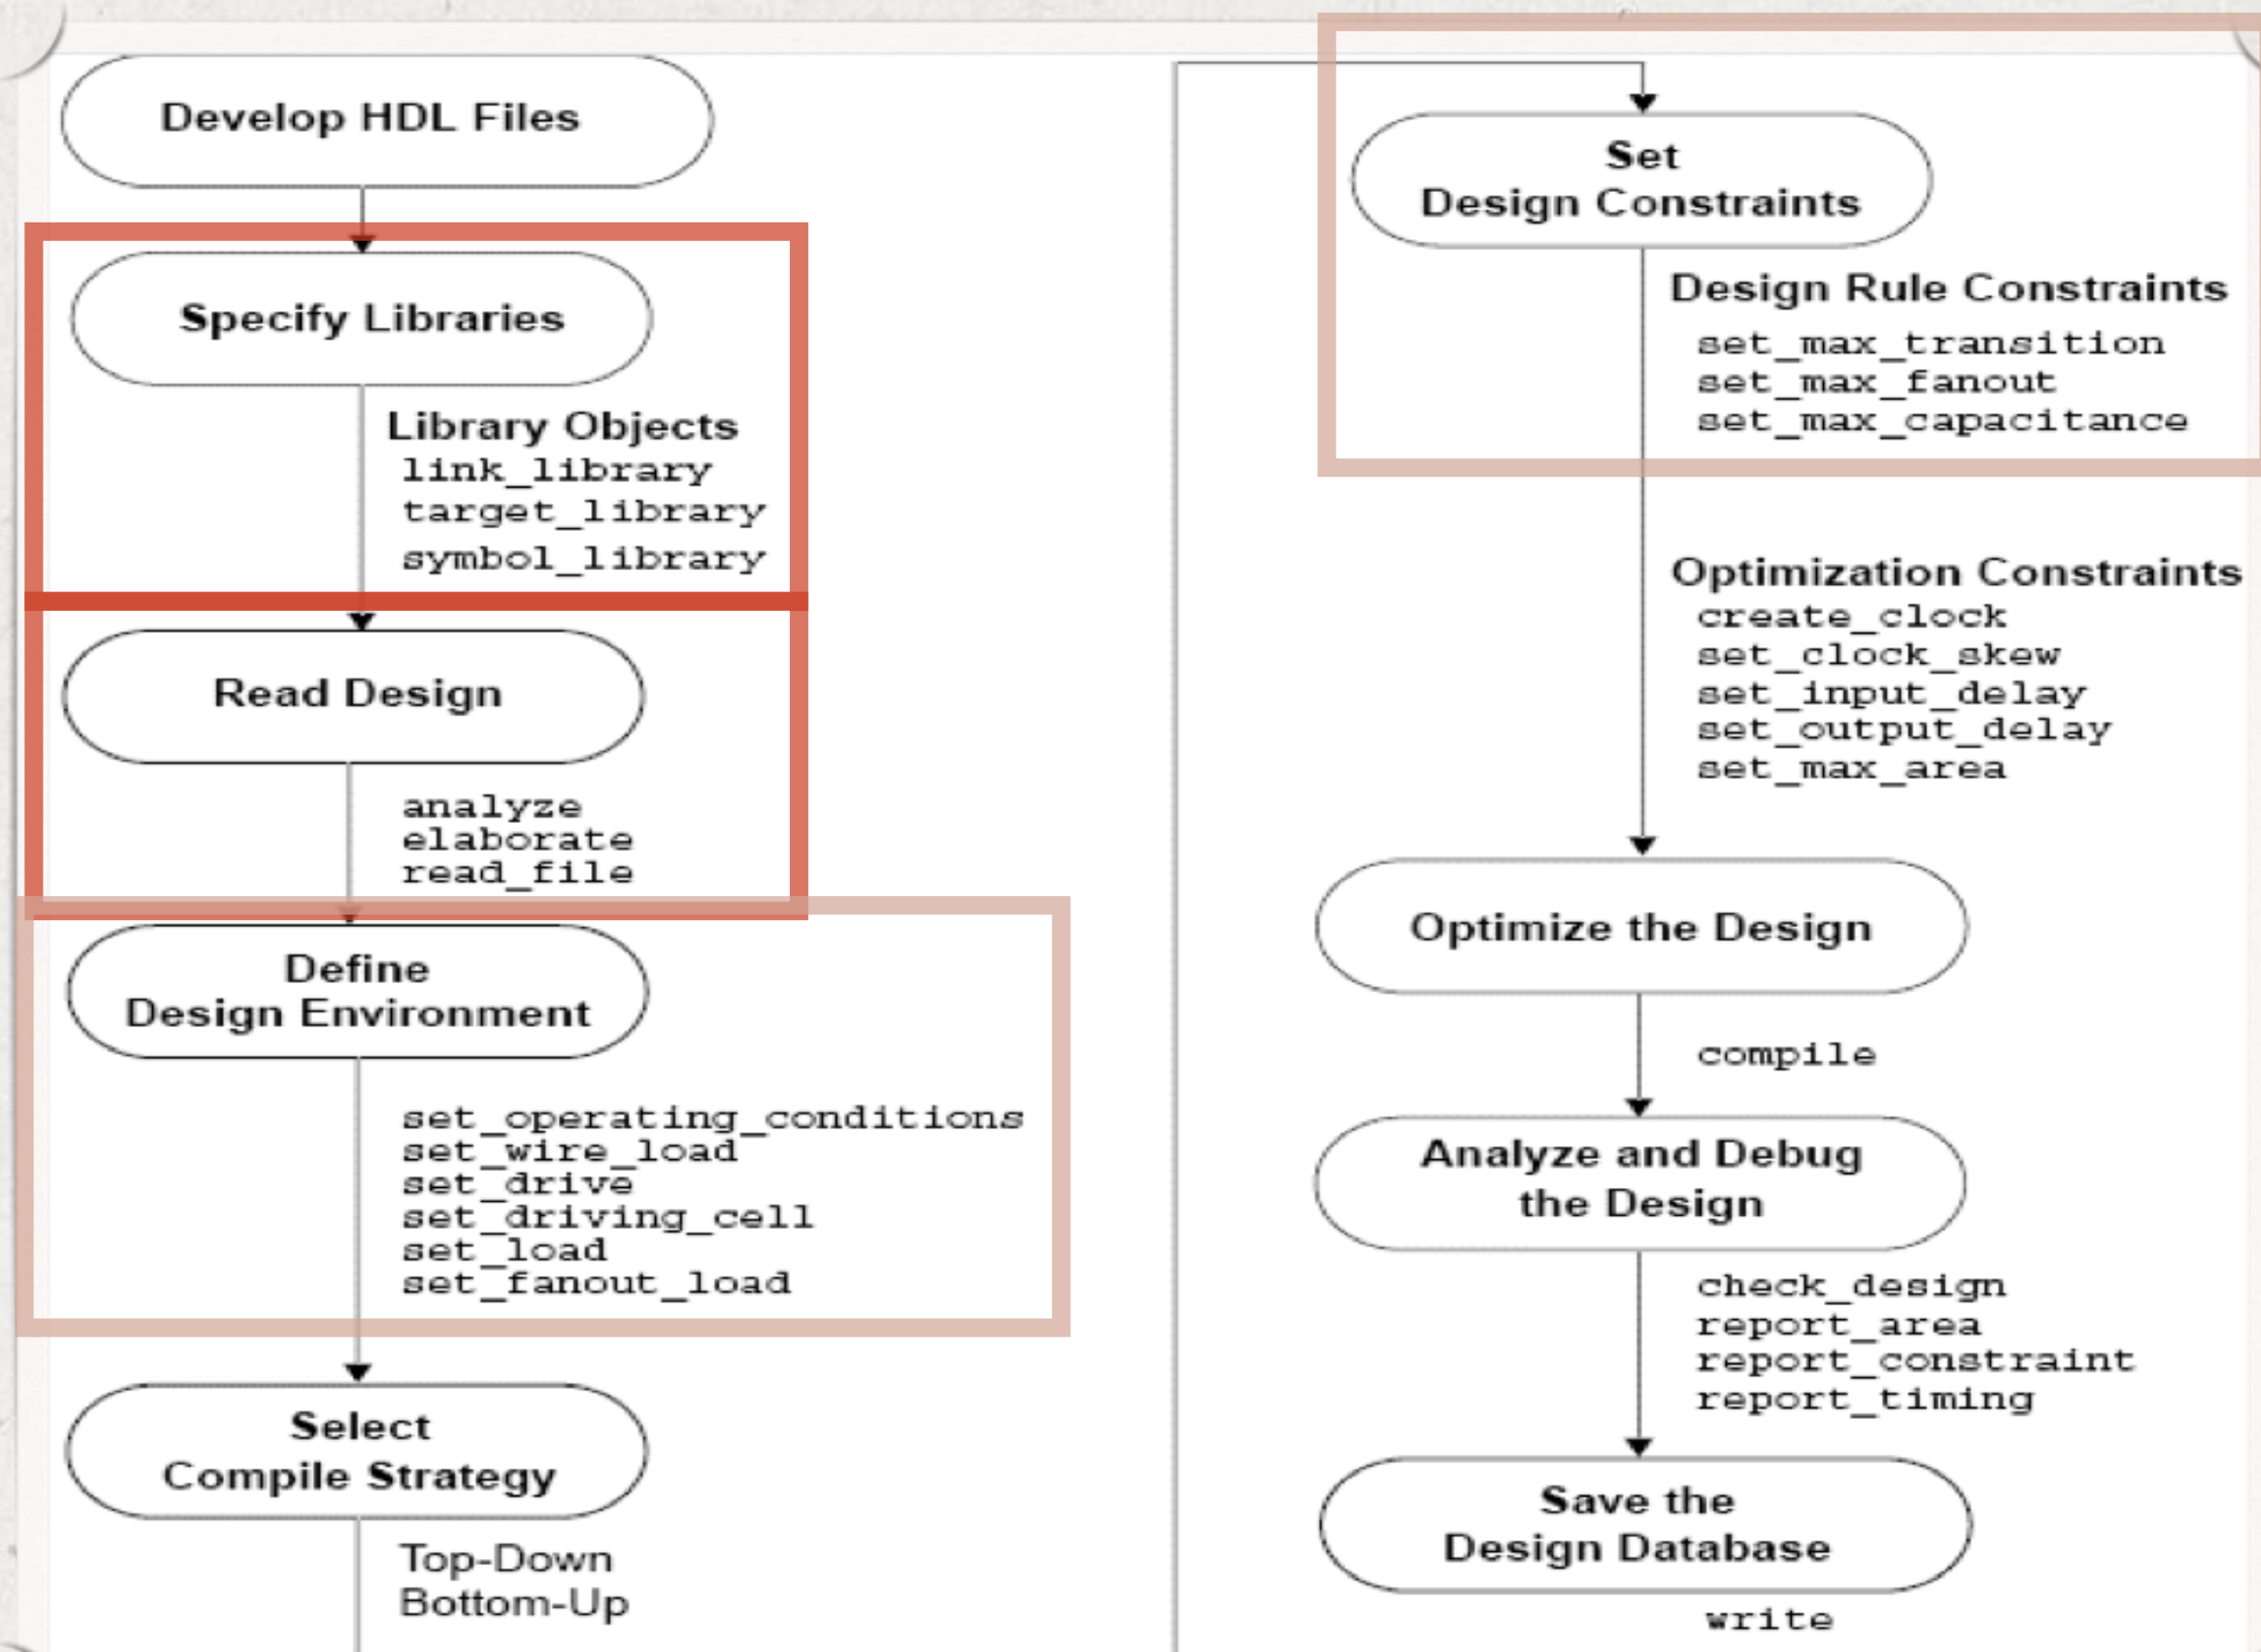 Develop HDL Files
Specify Libraries
Library Objects
link_library
target_library
symbol_library
Read Design
analyze
elaborate
read_file
Define
Design Environment
set_operating_conditions
set_wire_load
set_drive
set_driving_cell
set_load
set_fanout_load
Select
Compile Strategy
Top-Down
Bottom-Up
Set
Design Constraints
Design Rule Constraints
set_max_transition
set_max_fanout
set_max_capacitance
Optimization Constraints
create_clock
set_clock_skew
set_input_delay
set_output_delay
set_max_area
Optimize the Design
compile
Analyze and Debug
the Design
check_design
report_area
report_constraint
report_timing
Save the
Design Database
write